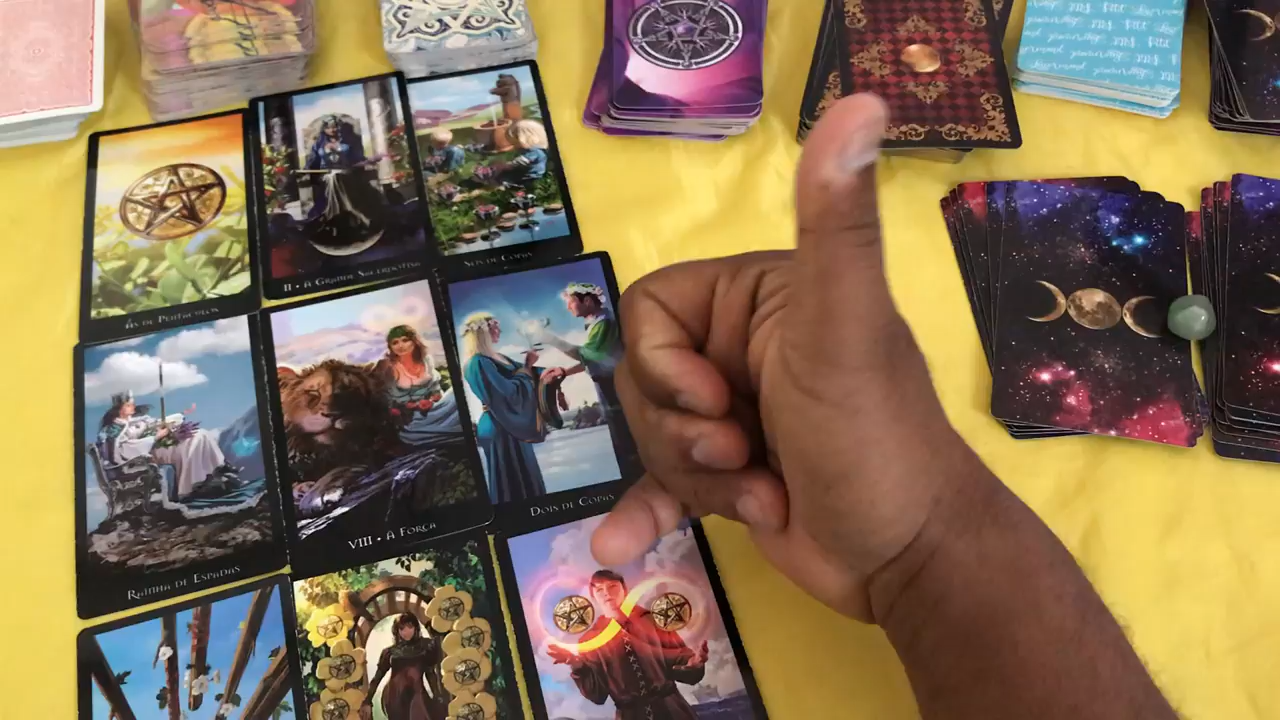 ÁS DE PENTÁCULOS
II • A GRANDE SACERDOTISA
SEIS DE COPAS
RAINHA DE ESPADAS
VIII • A FORÇA
DOIS DE COPAS